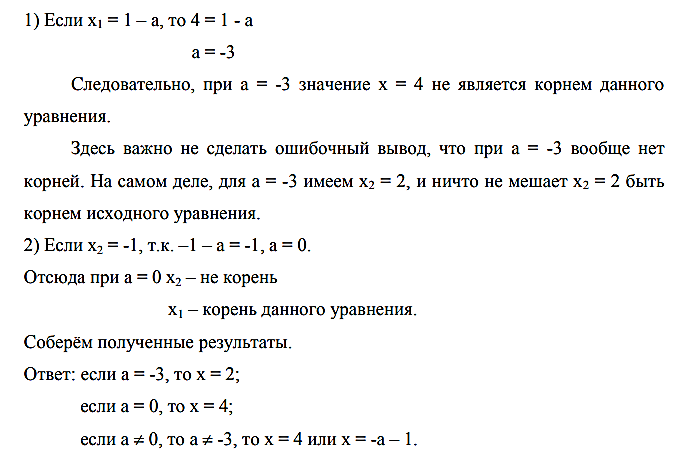 1) Если x₁ = 1 – a, то 4 = 1 - a
a = -3
Следовательно, при a = -3 значение x = 4 не является корнем данного
уравнения.
Здесь важно не сделать ошибочный вывод, что при a = -3 вообще нет
корней. На самом деле, для a = -3 имеем x₂ = 2, и ничто не мешает x₂ = 2 быть
корнем исходного уравнения.
2) Если x₂ = -1, т.к. –1 – a = -1, a = 0.
Отсюда при a = 0 x₂ – не корень
x₁ – корень данного уравнения.
Соберём полученные результаты.
Ответ: если a = -3, то x = 2;
если a = 0, то x = 4;
если a ≠ 0, то a ≠ -3, то x = 4 или x = -a – 1.